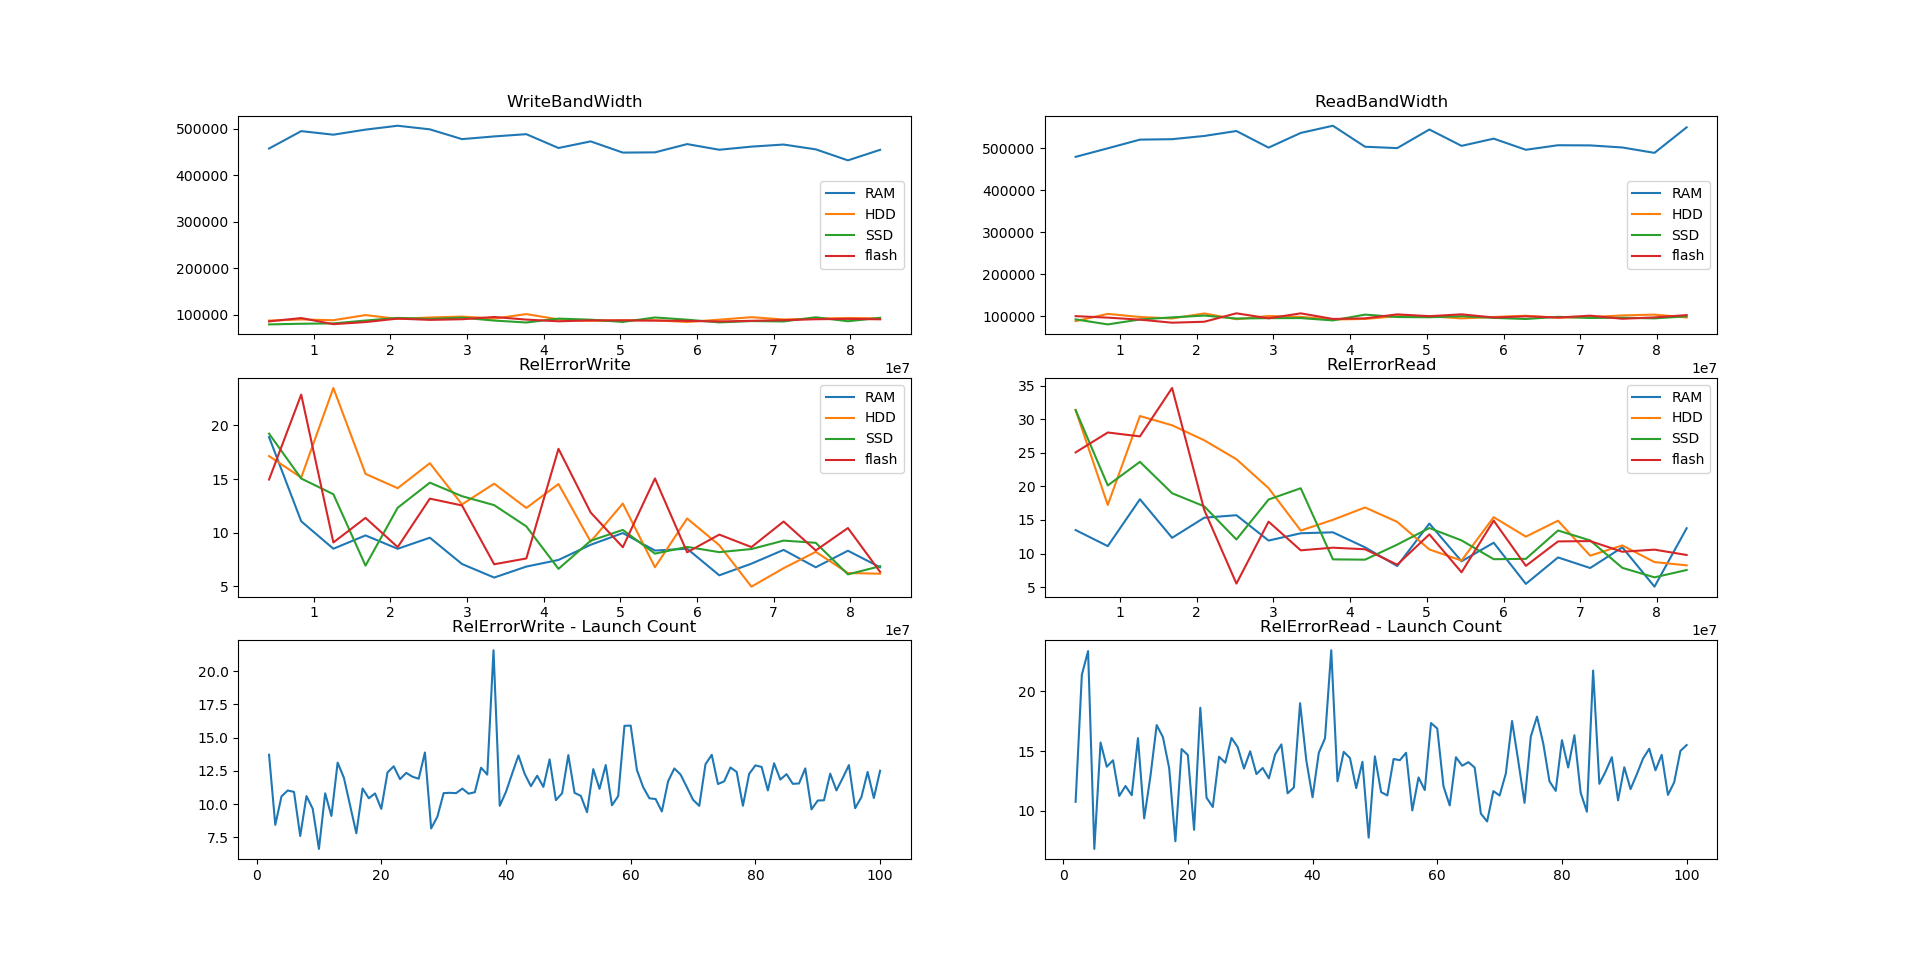 WriteBandWidth
500000
400000
300000
200000
100000
RAM
HDD
SSD
flash
1 2 3 4 5 6 7 8
1e7
ReadBandWidth
500000
400000
300000
200000
100000
RAM
HDD
SSD
flash
1 2 3 4 5 6 7 8
1e7
RelErrorWrite
20
15
10
5
RAM
HDD
SSD
flash
1 2 3 4 5 6 7 8
1e7
RelErrorRead
35
30
25
20
15
10
5
RAM
HDD
SSD
flash
1 2 3 4 5 6 7 8
1e7
RelErrorWrite - Launch Count
20.0
17.5
15.0
12.5
10.0
7.5
0 20 40 60 80 100
RelErrorRead - Launch Count
20
15
10
0 20 40 60 80 100